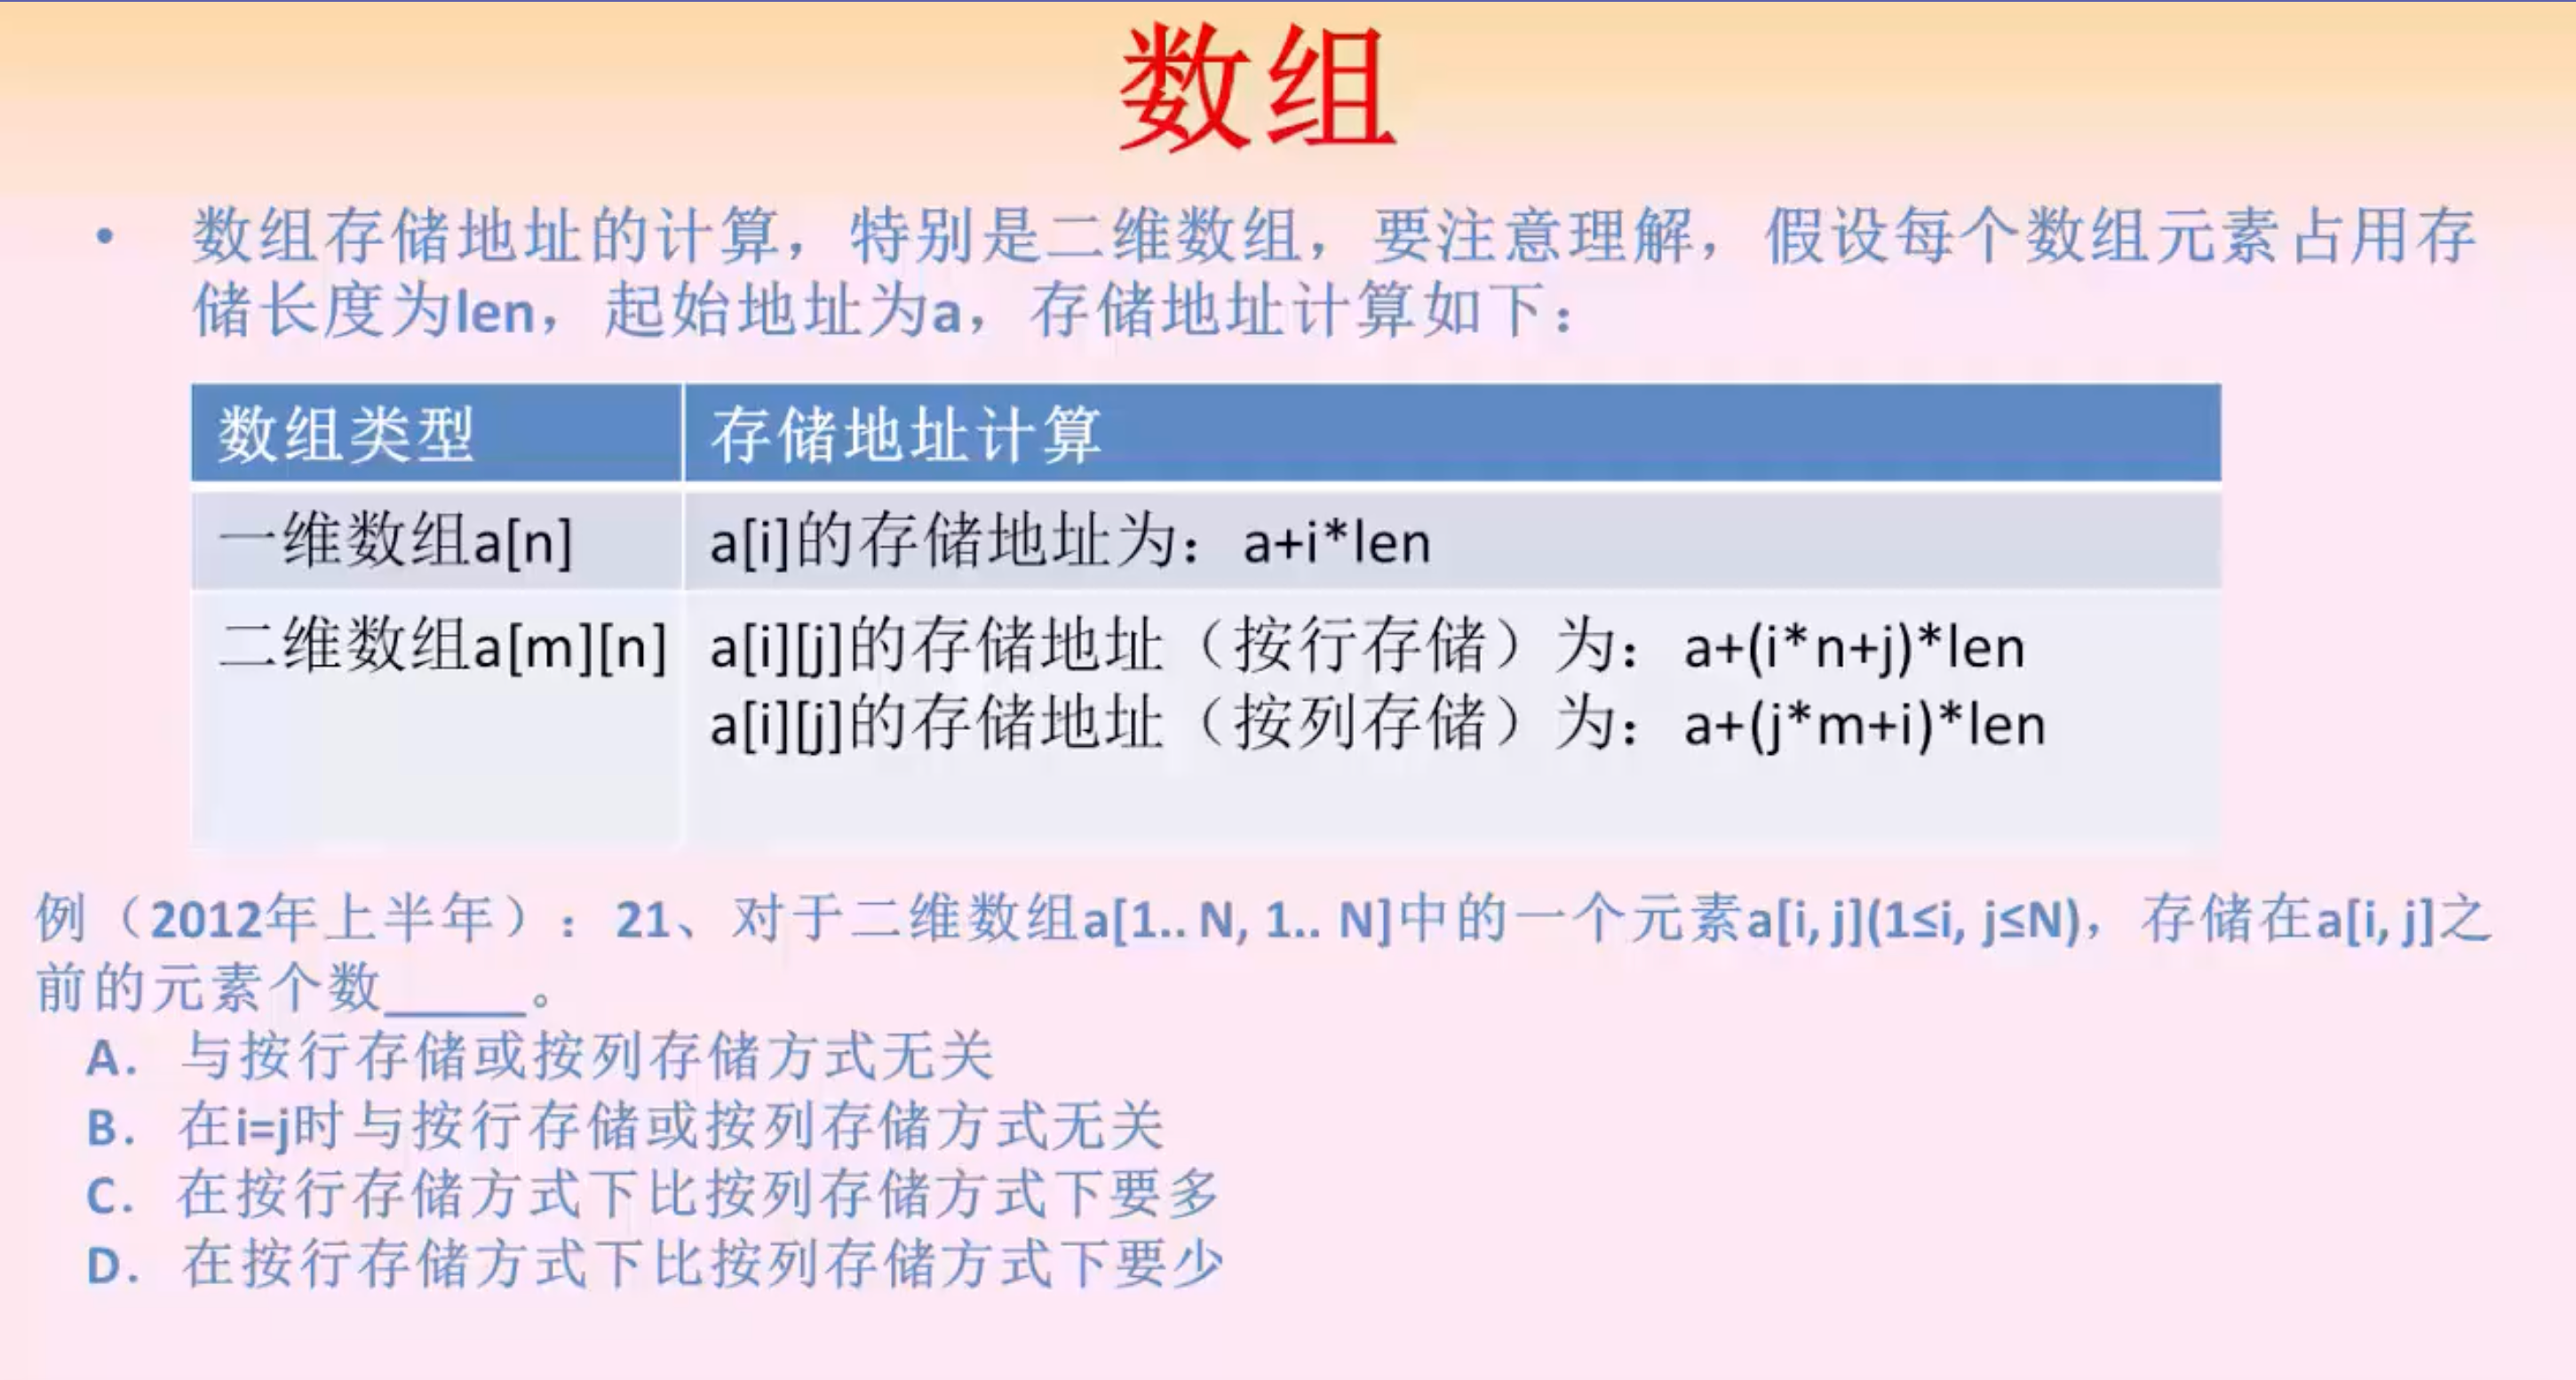 数组
• 数组存储地址的计算，特别是二维数组，要注意理解，假设每个数组元素占用存
储长度为len，起始地址为a，存储地址计算如下：
数组类型 存储地址计算
一维数组a[n] a[i]的存储地址为：a+i*len
二维数组a[m][n] a[i][j]的存储地址（按行存储）为：a+(i*n+j)*len
a[i][j]的存储地址（按列存储）为：a+(j*m+i)*len
例（2012年上半年）：21、对于二维数组a[1.. N, 1.. N]中的一个元素a[i, j](1≤i, j≤N)，存储在a[i, j]之
前的元素个数_____。
A. 与按行存储或按列存储方式无关
B. 在i=j时与按行存储或按列存储方式无关
C. 在按行存储方式下比按列存储方式下要多
D. 在按行存储方式下比按列存储方式下要少